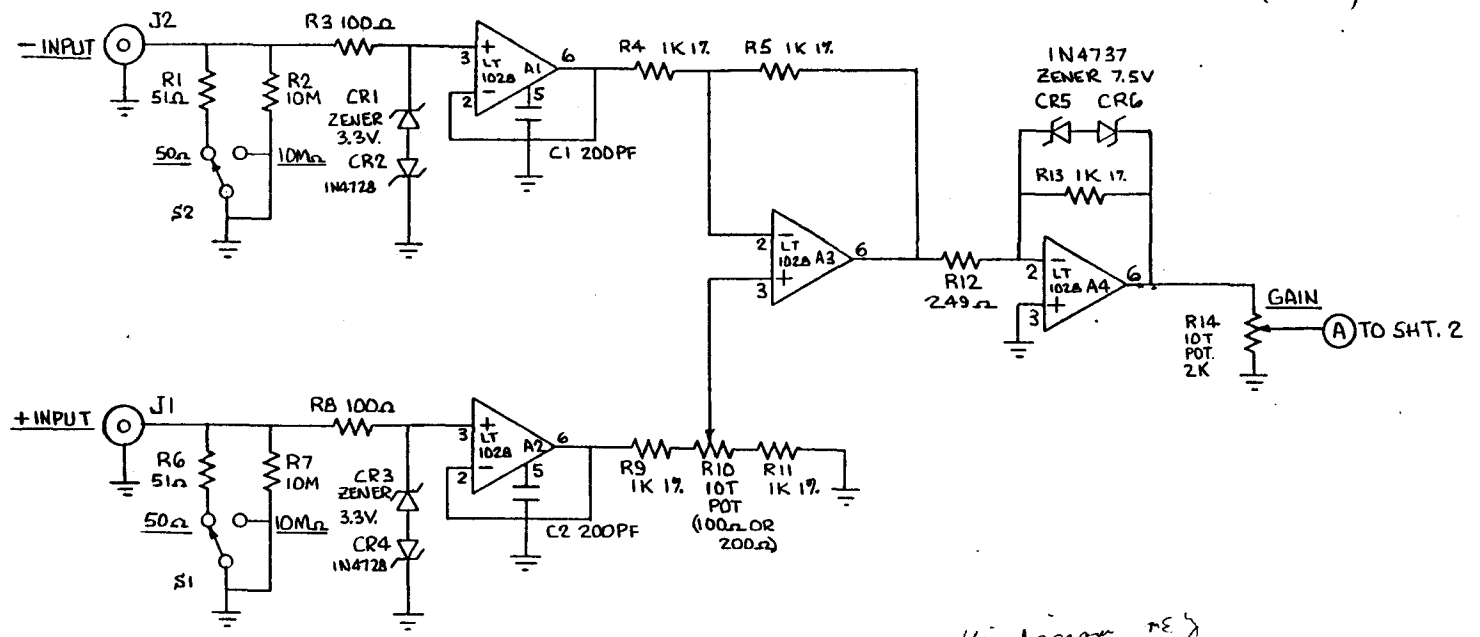 J2
- INPUT
R1
51Ω
R2
10M
50Ω
10MΩ
S2
R3 100Ω
CR1
ZENER
3.3V.
CR2
1N4728
3
2
+
-
LT
1028
A1
6
5
C1 200PF
R4 1K 1%
R5 1K 1%
2
3
-
+
LT
1028
A3
6
R12
249Ω
1N4737
ZENER 7.5V
CR5 CR6
R13 1K 1%
2
3
-
+
LT
1028
A4
6
GAIN
R14
10T
POT.
2K
A TO SHT. 2
J1
+ INPUT
R6
51Ω
R7
10M
50Ω
10MΩ
S1
R8 100Ω
CR3
ZENER
3.3V.
CR4
1N4728
3
2
+
-
LT
1028
A2
6
5
C2 200PF
R9
1K 1%
R10
10T
POT
(100Ω OR
200Ω)
R11
1K 1%